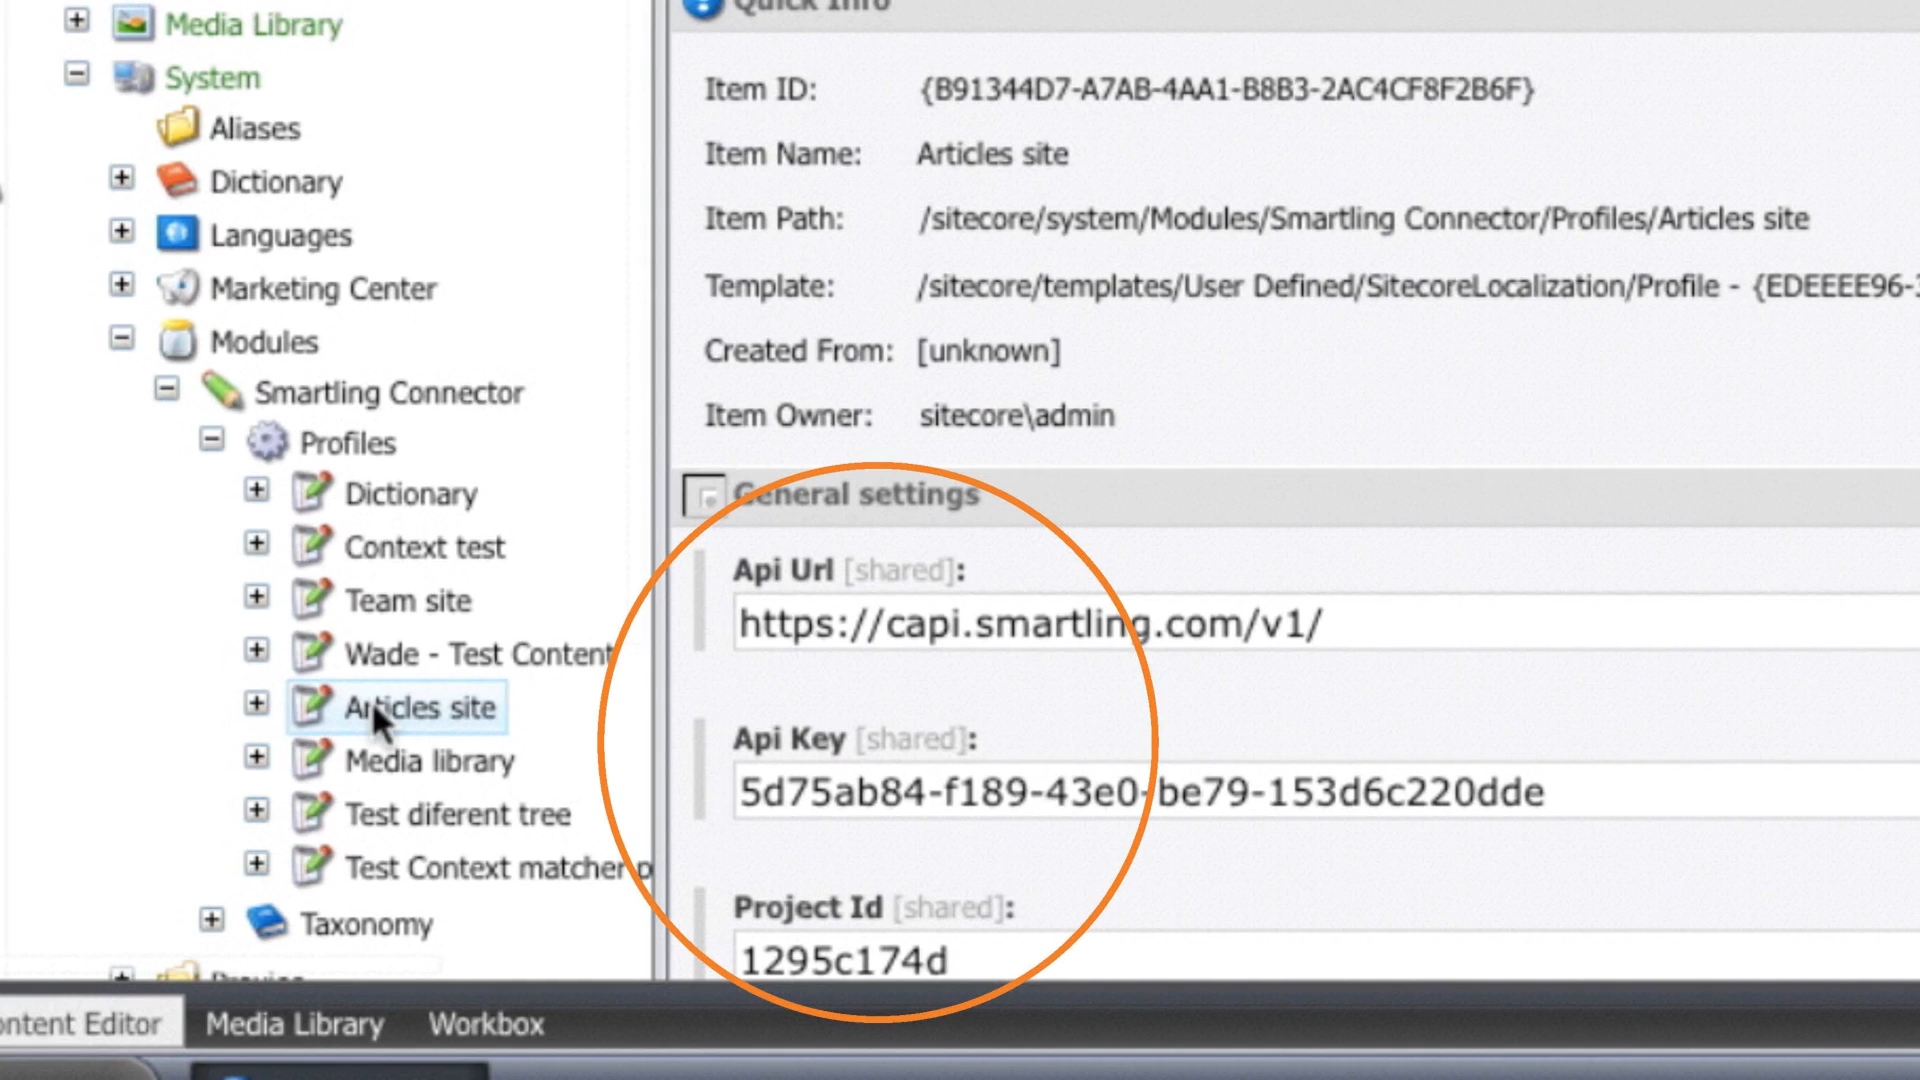 Media Library
System
Aliases
Dictionary
Languages
Marketing Center
Modules
Smartling Connector
Profiles
Dictionary
Context test
Team site
Wade - Test Content
Articles site
Media library
Test diferent tree
Test Context matcher
Taxonomy
Quick Info
Item ID: {B91344D7-A7AB-4AA1-B8B3-2AC4CF8F2B6F}
Item Name: Articles site
Item Path: /sitecore/system/Modules/Smartling Connector/Profiles/Articles site
Template: /sitecore/templates/User Defined/SitecoreLocalization/Profile - {EDEEEE96-
Created From: [unknown]
Item Owner: sitecore\admin
General settings
Api Url [shared]:
https://capi.smartling.com/v1/
Api Key [shared]:
5d75ab84-f189-43e0-be79-153d6c220dde
Project Id [shared]:
1295c174d
ontent Editor Media Library Workbox